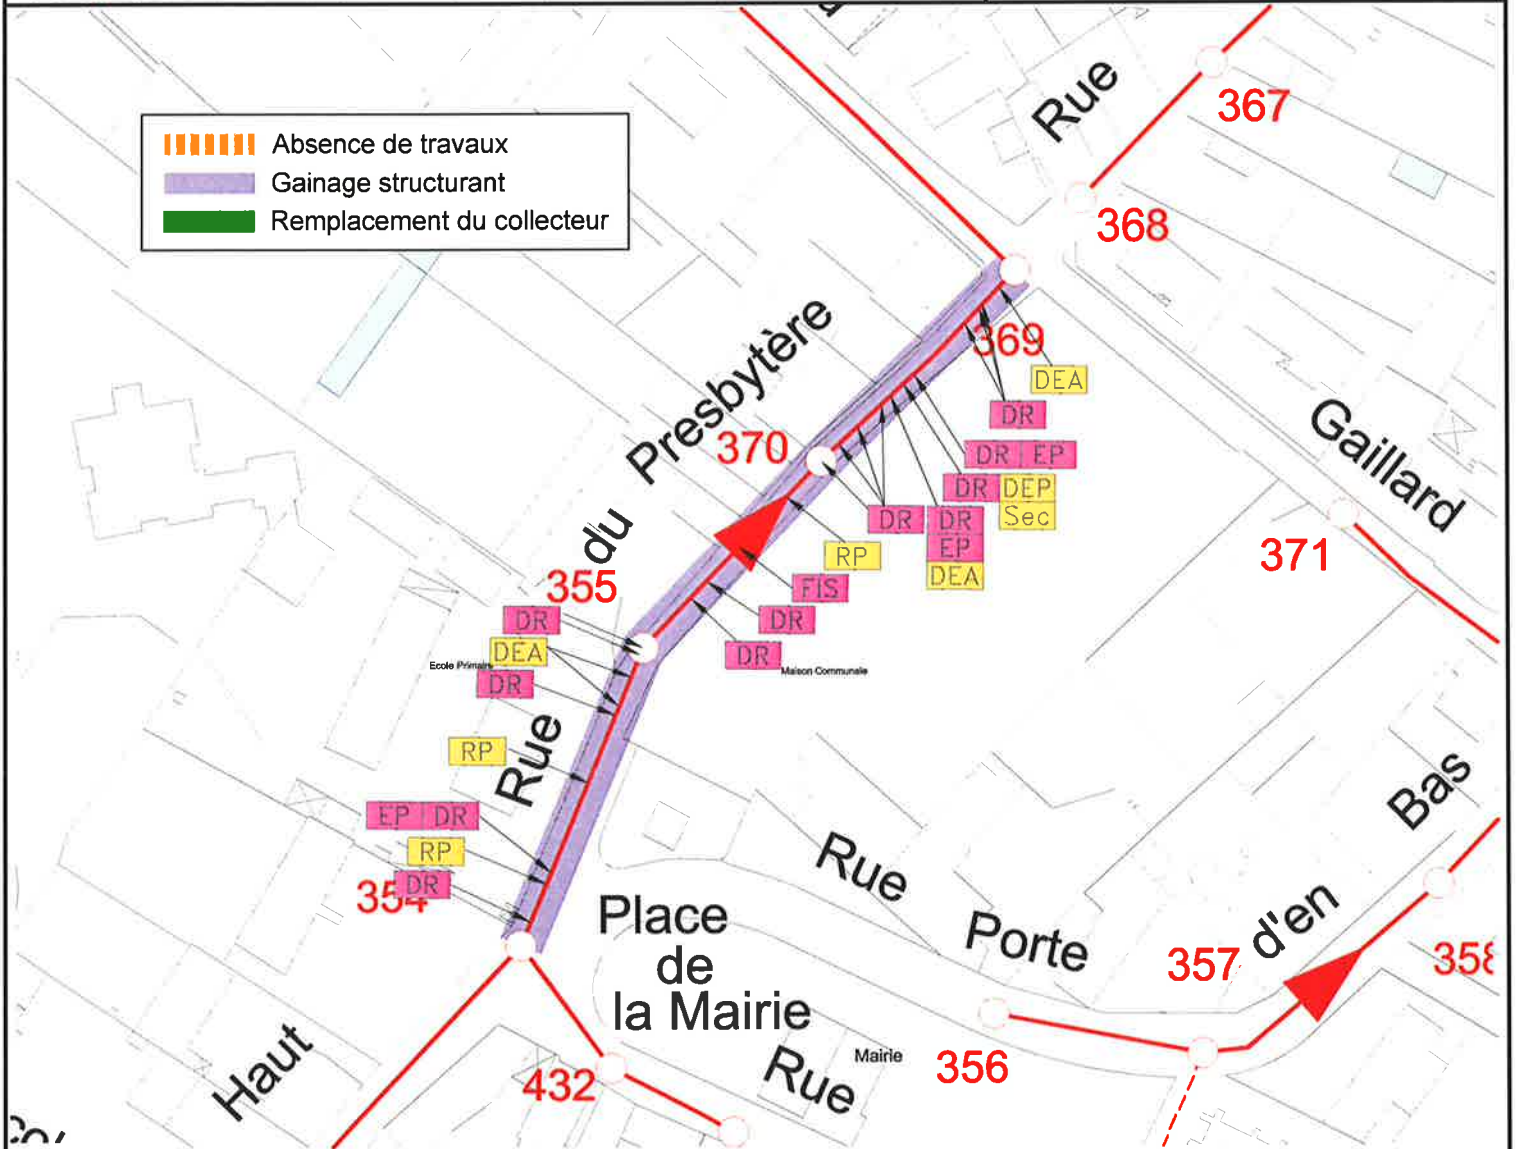 Rue
367
368
Absence de travaux
Gainage structurant
Remplacement du collecteur
369
DEA
DR
DR EP
DR DEP
Sec
DR
DR
EP
DEA
RP
FIS
DR
DR
370
355
Rue du Presbytère
Gaillard
371
DR
DEA
DR
Ecole Primaire
Maison Communale
RP
EP DR
RP
DR
354
Place
de
la Mairie
Rue Porte d'en Bas
357
358
356
Mairie
Rue
432
Haut